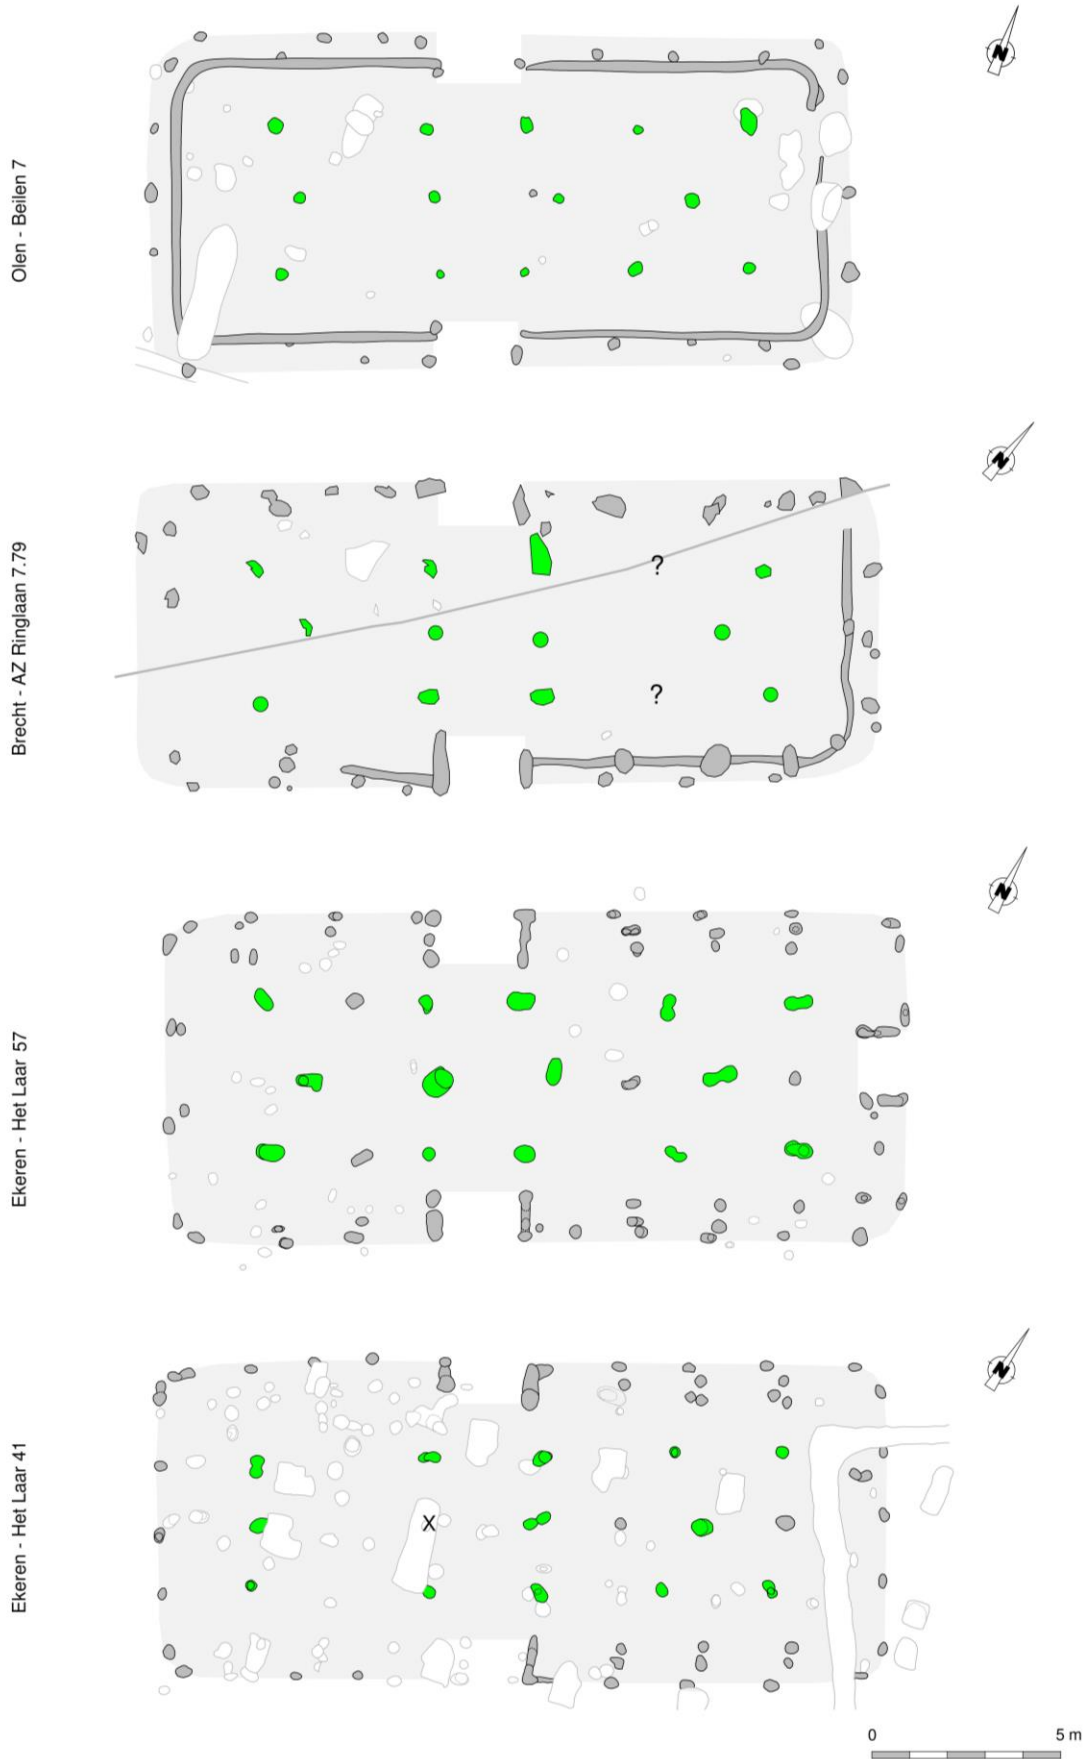 N
Olen - Beilen 7
N
Brecht - AZ Ringlaan 7.79
?
?
N
Ekeren - Het Laar 57
N
Ekeren - Het Laar 41
X
0 5 m